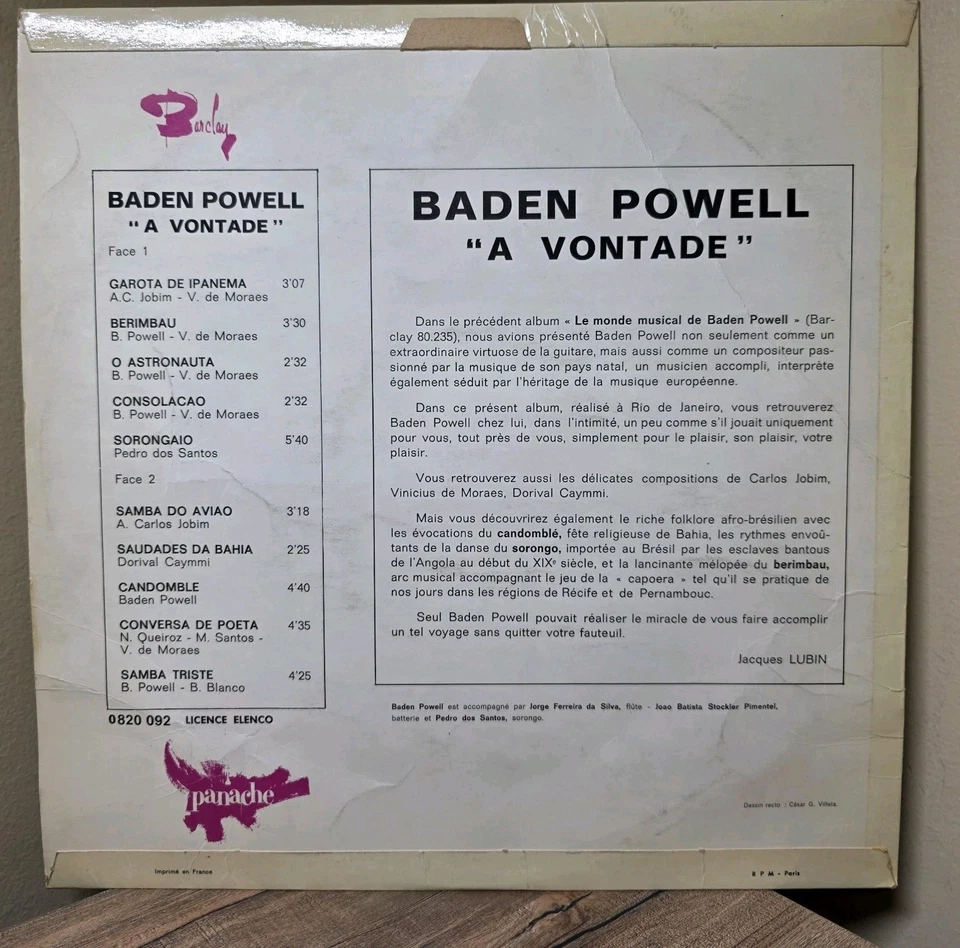 Barclay
BADEN POWELL
“A VONTADE”
Face 1
GAROTA DE IPANEMA 3'07
A.C. Jobim - V. de Moraes
BERIMBAU 3'30
B. Powell - V. de Moraes
O ASTRONAUTA 2'32
B. Powell - V. de Moraes
CONSOLACAO 2'32
B. Powell - V. de Moraes
SORONGAIO 5'40
Pedro dos Santos
Face 2
SAMBA DO AVIAO 3'18
A. Carlos Jobim
SAUDADES DA BAHIA 2'25
Dorival Caymmi
CANDOMBLE 4'40
Baden Powell
CONVERSA DE POETA 4'35
N. Queiroz - M. Santos -
V. de Moraes
SAMBA TRISTE 4'25
B. Powell - B. Blanco
0820 092 LICENCE ELENCO
panache
BADEN POWELL
“A VONTADE”
Dans le précédent album « Le monde musical de Baden Powell » (Bar-
clay 80.235), nous avions présenté Baden Powell non seulement comme un
extraordinaire virtuose de la guitare, mais aussi comme un compositeur pas-
sionné par la musique de son pays natal, un musicien accompli, interprète
également séduit par l'héritage de la musique européenne.
Dans ce présent album, réalisé à Rio de Janeiro, vous retrouverez
Baden Powell chez lui, dans l'intimité, un peu comme s'il jouait uniquement
pour vous, tout près de vous, simplement pour le plaisir, son plaisir, votre
plaisir.
Vous retrouverez aussi les délicates compositions de Carlos Jobim,
Vinicius de Moraes, Dorival Caymmi.
Mais vous découvrirez également le riche folklore afro-brésilien avec
les évocations du candomblé, fête religieuse de Bahia, les rythmes envoû-
tants de la danse du sorongo, importée au Brésil par les esclaves bantous
de l'Angola au début du XIXe siècle, et la lancinante mélopée du berimbau,
arc musical accompagnant le jeu de la « capoera » tel qu'il se pratique de
nos jours dans les régions de Récife et de Pernambouc.
Seul Baden Powell pouvait réaliser le miracle de vous faire accomplir
un tel voyage sans quitter votre fauteuil.
Jacques LUBIN
Baden Powell est accompagné par Jorge Ferreira da Silva, flûte - Joao Batista Stockler Pimentel,
batterie et Pedro dos Santos, sorongo.
Dessin recto : César G. Villela.
Imprimé en France
R P M - Paris